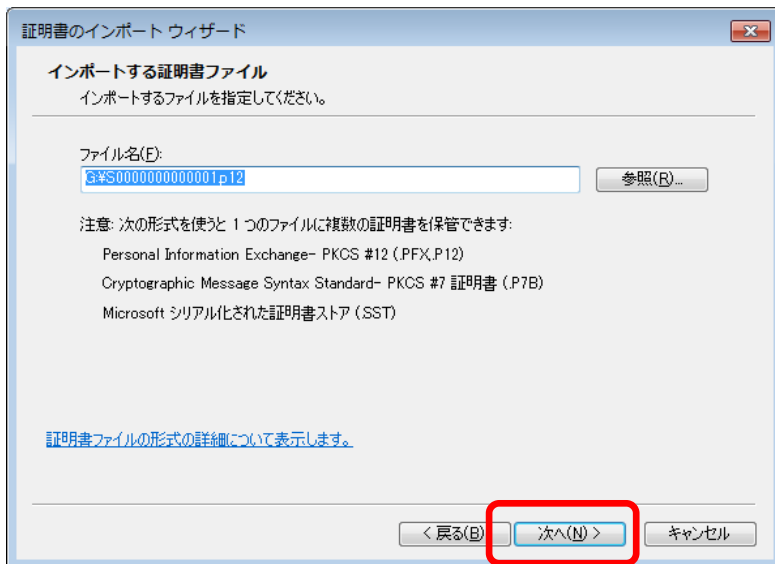 証明書のインポート ウィザード
インポートする証明書ファイル
インポートするファイルを指定してください。
ファイル名(F):
G:¥S0000000000001.p12
参照(R)...
注意: 次の形式を使うと 1 つのファイルに複数の証明書を保管できます:
Personal Information Exchange- PKCS #12 (.PFX,.P12)
Cryptographic Message Syntax Standard- PKCS #7 証明書 (.P7B)
Microsoft シリアル化された証明書ストア (.SST)
証明書ファイルの形式の詳細について表示します。
< 戻る(B)
次へ(N) >
キャンセル